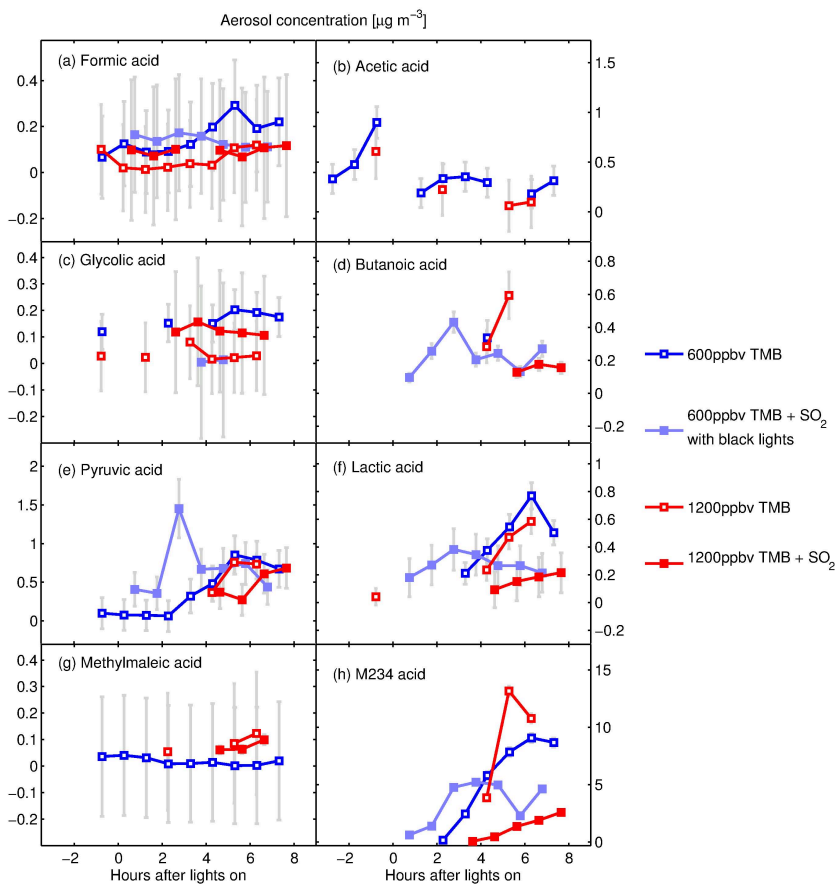 Aerosol concentration [μg m−3]
(a) Formic acid
(b) Acetic acid
0.4
0.2
0
−0.2
1.5
1
0.5
0
(c) Glycolic acid
(d) Butanoic acid
0.4
0.3
0.2
0.1
0
−0.1
−0.2
0.8
0.6
0.4
0.2
0
−0.2
(e) Pyruvic acid
(f) Lactic acid
2
1.5
1
0.5
0
1
0.8
0.6
0.4
0.2
0
−0.2
(g) Methylmaleic acid
(h) M234 acid
0.4
0.3
0.2
0.1
0
−0.1
−0.2
15
10
5
0
−2 0 2 4 6 8
−2 0 2 4 6 8
Hours after lights on
Hours after lights on
600ppbv TMB
600ppbv TMB + SO2
with black lights
1200ppbv TMB
1200ppbv TMB + SO2